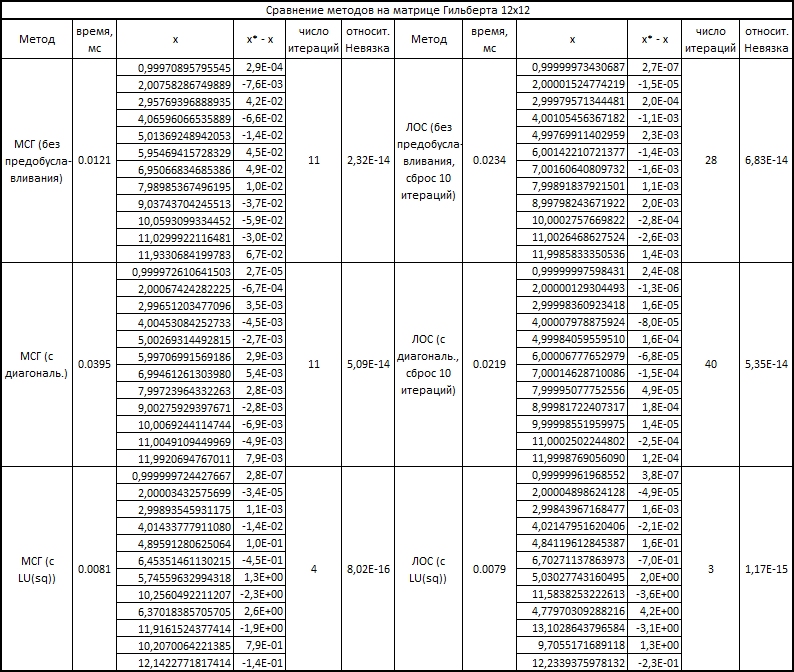 Сравнение методов на матрице Гильберта 12x12
Метод время, мс x x* - x число итераций относит. Невязка Метод время, мс x x* - x число итераций относит. Невязка
МСГ (без предобусла-вливания) 0.0121 11 2,32E-14 ЛОС (без предобусла-вливания, сброс 10 итераций) 0.0234 28 6,83E-14
0,99970895795545 2,9E-04 0,99999973430687 2,7E-07
2,00758286749889 -7,6E-03 2,00001524774219 -1,5E-05
2,95769396888935 4,2E-02 2,99979571344481 2,0E-04
4,06596066535889 -6,6E-02 4,00105456367182 -1,1E-03
5,01369248942053 -1,4E-02 4,99769911402959 2,3E-03
5,95469415728329 4,5E-02 6,00142210721377 -1,4E-03
6,95066834685386 4,9E-02 7,00160640809732 -1,6E-03
7,98985367496195 1,0E-02 7,99891837921501 1,1E-03
9,03743704245513 -3,7E-02 8,99798243671922 2,0E-03
10,0593099334452 -5,9E-02 10,0002757669822 -2,8E-04
11,0299922116481 -3,0E-02 11,0026468627524 -2,6E-03
11,9330684199783 6,7E-02 11,9985833350536 1,4E-03
МСГ (с диагональ.) 0.0395 11 5,09E-14 ЛОС (с диагональ., сброс 10 итераций) 0.0219 40 5,35E-14
0,999972610641503 2,7E-05 0,99999997598431 2,4E-08
2,00067424282225 -6,7E-04 2,00000129304493 -1,3E-06
2,99651203477096 3,5E-03 2,99998360923418 1,6E-05
4,00453084252733 -4,5E-03 4,00007978875924 -8,0E-05
5,00269314492815 -2,7E-03 4,99984059559510 1,6E-04
5,99706991569186 2,9E-03 6,00006777652979 -6,8E-05
6,99461261303980 5,4E-03 7,00014628710086 -1,5E-04
7,99723964332263 2,8E-03 7,99995077752556 4,9E-05
9,00275929397671 -2,8E-03 8,99981722407317 1,8E-04
10,0069244114744 -6,9E-03 9,99998551959975 1,4E-05
11,0049109449969 -4,9E-03 11,0002502244802 -2,5E-04
11,9920694767011 7,9E-03 11,9998769056090 1,2E-04
МСГ (с LU(sq)) 0.0081 4 8,02E-16 ЛОС (с LU(sq)) 0.0079 3 1,17E-15
0,999999724427667 2,8E-07 0,99999961968552 3,8E-07
2,00003432575699 -3,4E-05 2,00004898624128 -4,9E-05
2,99893545931175 1,1E-03 2,99843967168477 1,6E-03
4,01433777911080 -1,4E-02 4,02147951620406 -2,1E-02
4,89591280625064 1,0E-01 4,84119612845387 1,6E-01
6,45351461130215 -4,5E-01 6,70271137863973 -7,0E-01
5,74559632994318 1,3E+00 5,03027743160495 2,0E+00
10,2560492211207 -2,3E+00 11,5838253222613 -3,6E+00
6,37018385705705 2,6E+00 4,77970309288216 4,2E+00
11,9161524377414 -1,9E+00 13,1028643796584 -3,1E+00
10,2070064221385 7,9E-01 9,7055171689118 1,3E+00
12,1422771817414 -1,4E-01 12,2339375978132 -2,3E-01